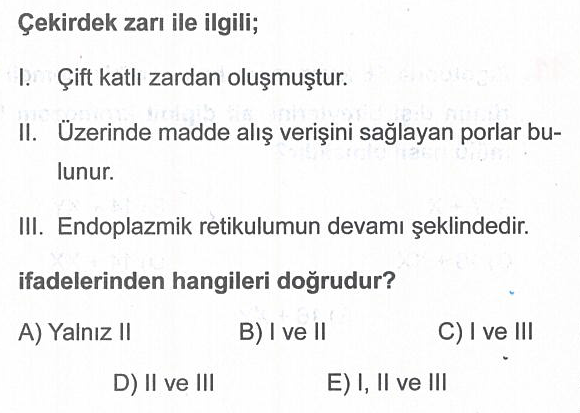 Çekirdek zarı ile ilgili;
I. Çift katlı zardan oluşmuştur.
II. Üzerinde madde alış verişini sağlayan porlar bu-
lunur.
III. Endoplazmik retikulumun devamı şeklindedir.
ifadelerinden hangileri doğrudur?
A) Yalnız II B) I ve II C) I ve III
D) II ve III E) I, II ve III